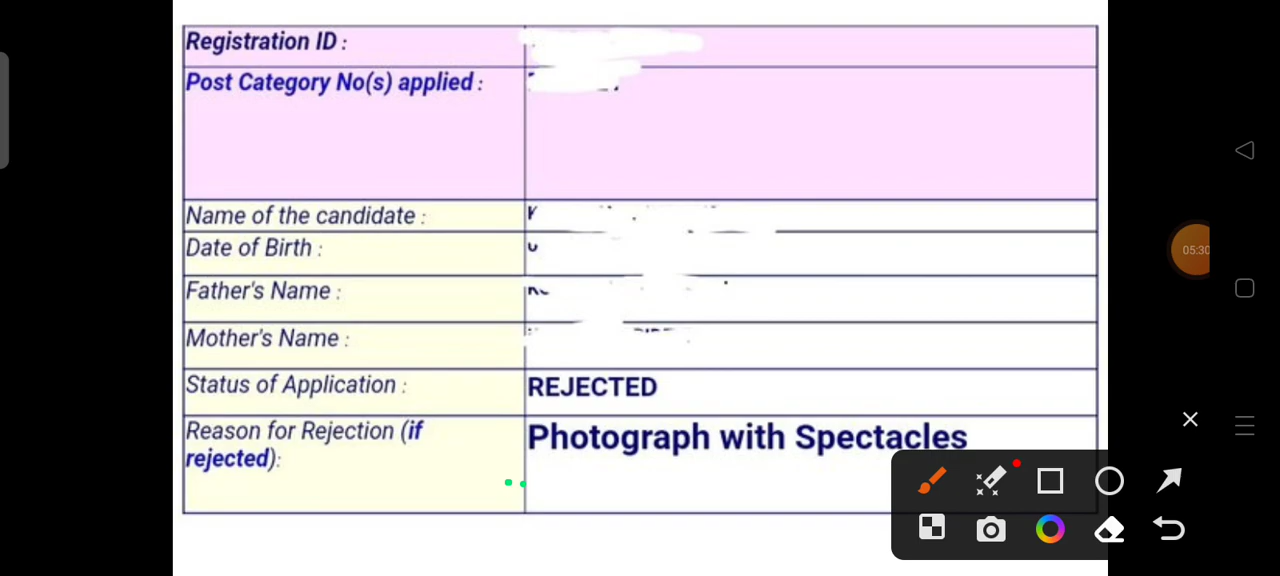 Registration ID :
Post Category No(s) applied :
Name of the candidate :
Date of Birth :
Father's Name :
Mother's Name :
Status of Application : REJECTED
Reason for Rejection (if Photograph with Spectacles
rejected):
05:30